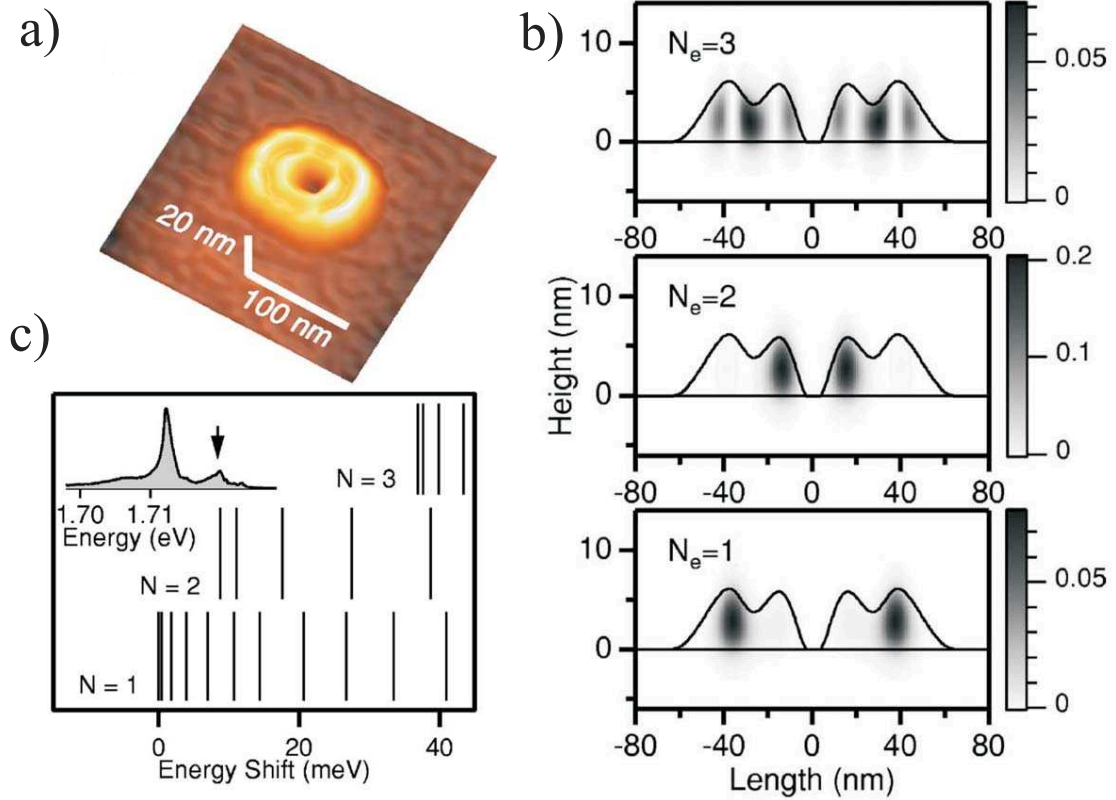 a)
20 nm
100 nm
b)
N_e=3
10
0
0.05
0
-80 -40 0 40 80
N_e=2
10
0
0.2
0.1
0
-80 -40 0 40 80
N_e=1
10
0
0.05
0
-80 -40 0 40 80
Height (nm)
Length (nm)
c)
1.70 1.71
Energy (eV)
N = 3
N = 2
N = 1
0 20 40
Energy Shift (meV)